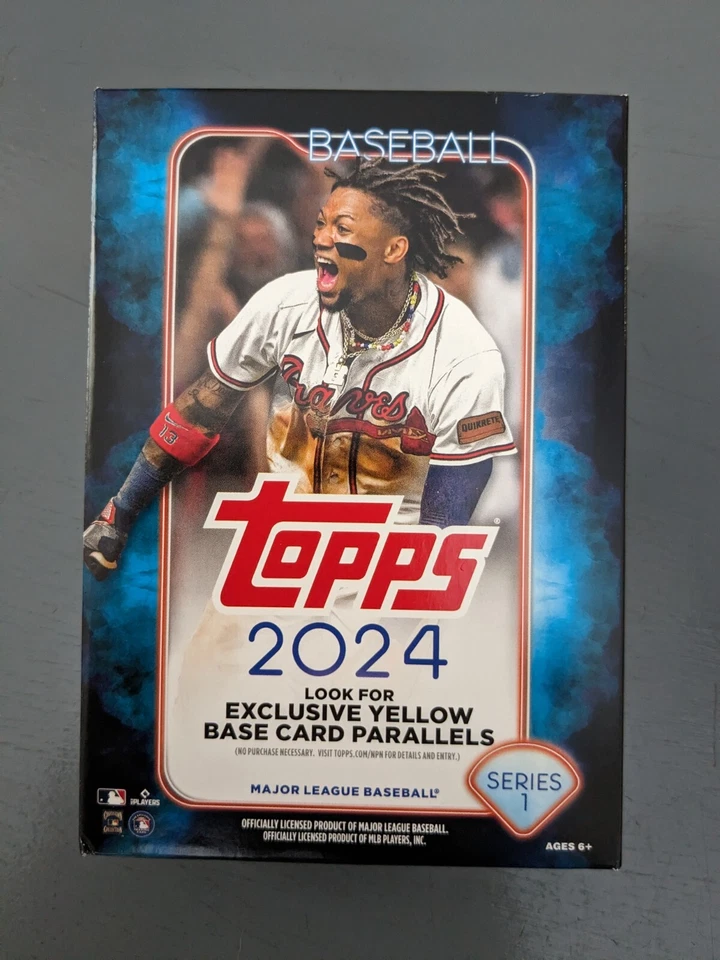 BASEBALL
Braves
QUIKRETE
13
topps®
2024
LOOK FOR
EXCLUSIVE YELLOW
BASE CARD PARALLELS
(NO PURCHASE NECESSARY. VISIT TOPPS.COM/NPN FOR DETAILS AND ENTRY.)
SERIES
1
MAJOR LEAGUE BASEBALL®
PLAYERS
OFFICIALLY LICENSED PRODUCT OF MAJOR LEAGUE BASEBALL.
OFFICIALLY LICENSED PRODUCT OF MLB PLAYERS, INC.
AGES 6+